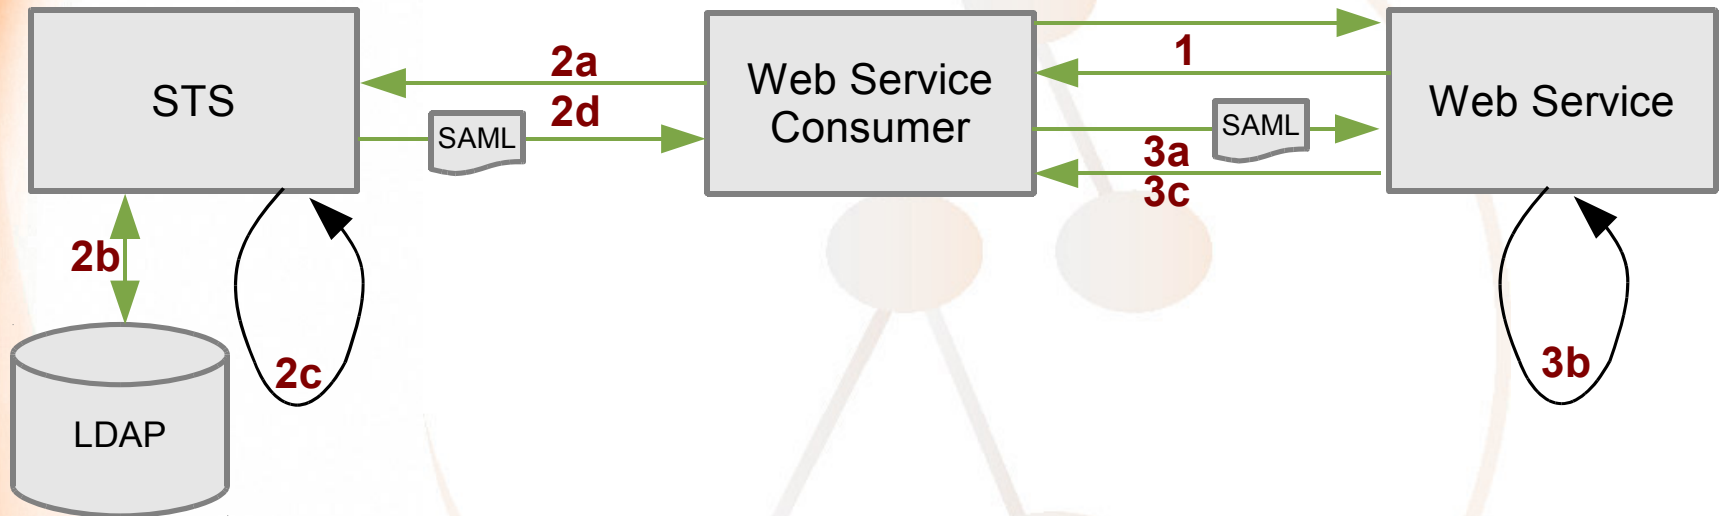 STS
2a
2d
SAML
Web Service
Consumer
1
SAML
3a
3c
Web Service
2b
2c
3b
LDAP